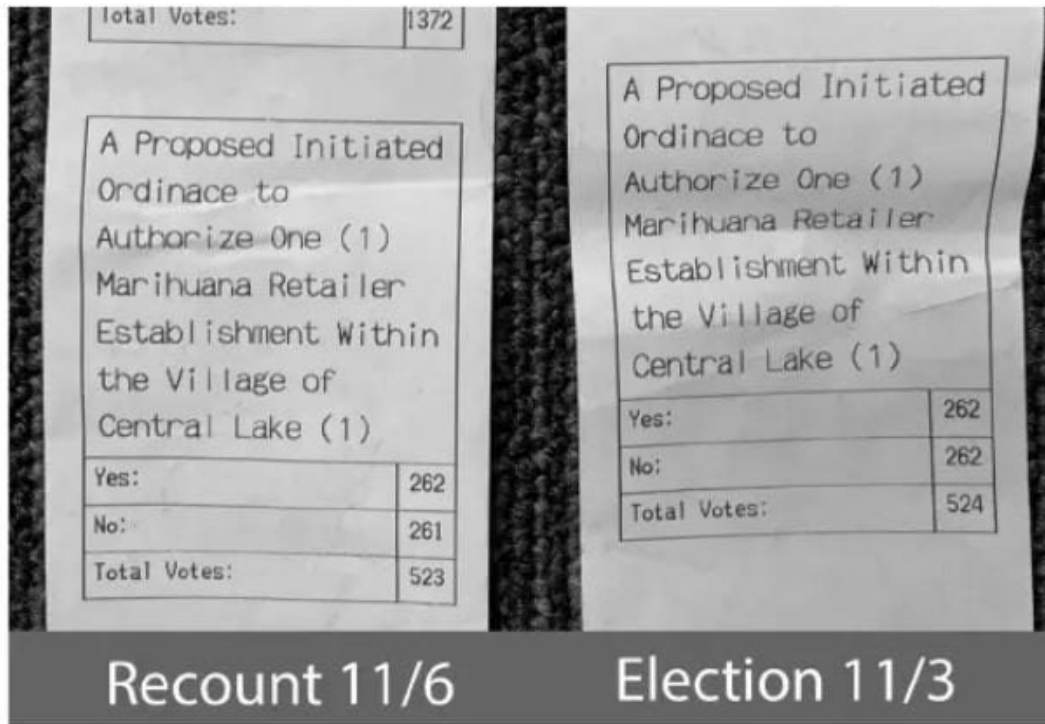 Total Votes: 1372
A Proposed Initiated
Ordinace to
Authorize One (1)
Marihuana Retailer
Establishment Within
the Village of
Central Lake (1)
Yes: 262
No: 261
Total Votes: 523
Recount 11/6
A Proposed Initiated
Ordinace to
Authorize One (1)
Marihuana Retailer
Establishment Within
the Village of
Central Lake (1)
Yes: 262
No: 262
Total Votes: 524
Election 11/3